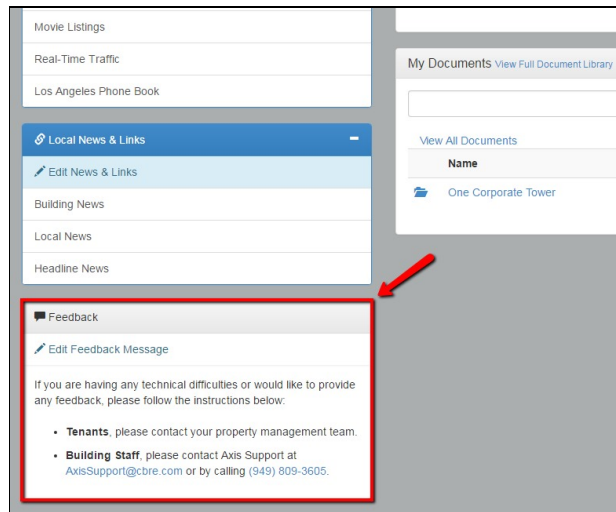 Movie Listings
Real-Time Traffic
Los Angeles Phone Book
Local News & Links
Edit News & Links
Building News
Local News
Headline News
Feedback
Edit Feedback Message
If you are having any technical difficulties or would like to provide
any feedback, please follow the instructions below:
Tenants, please contact your property management team.
Building Staff, please contact Axis Support at
AxisSupport@cbre.com or by calling (949) 809-3605.
My Documents View Full Document Library
View All Documents
Name
One Corporate Tower